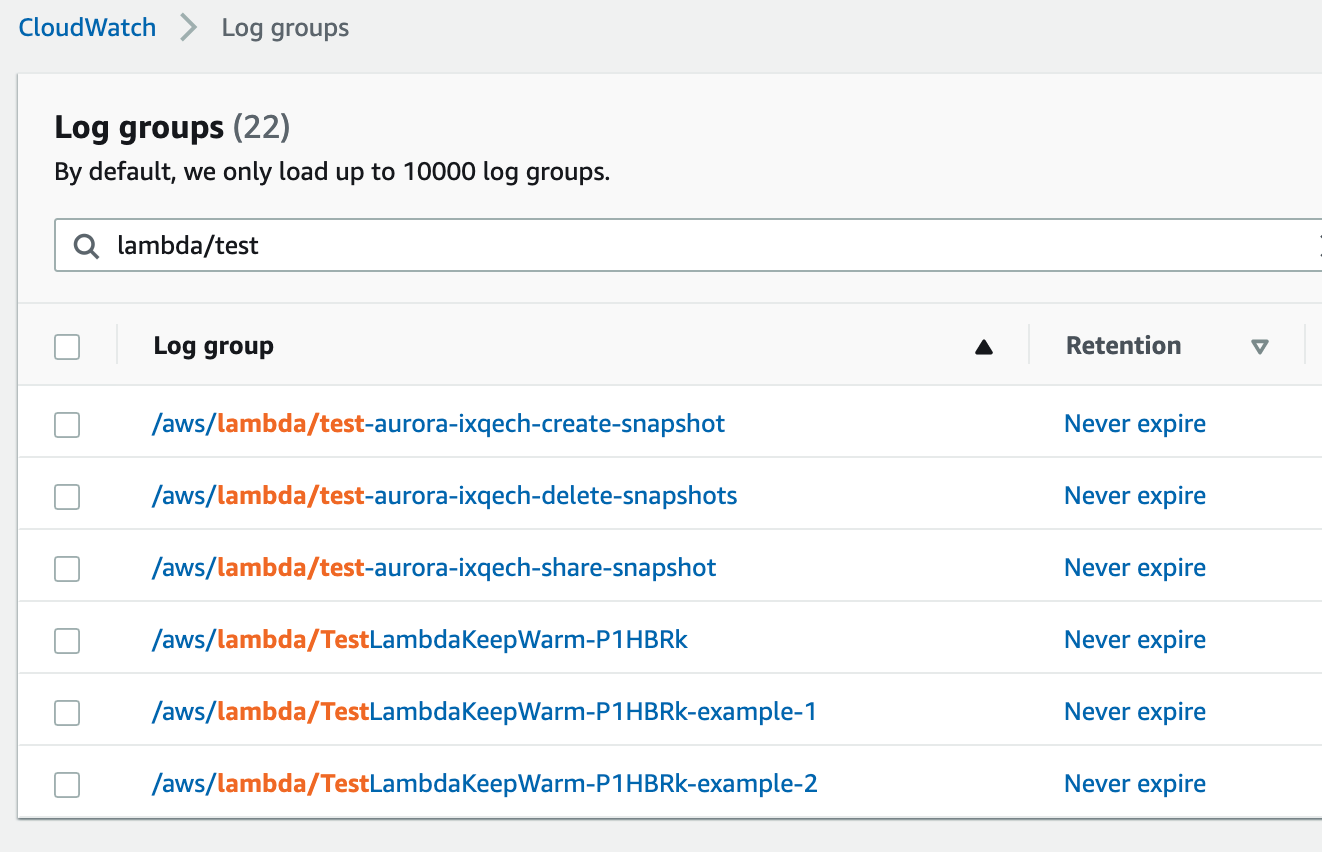 CloudWatch > Log groups
Log groups (22)
By default, we only load up to 10000 log groups.
lambda/test
Log group Retention
/aws/lambda/test-aurora-ixqech-create-snapshot Never expire
/aws/lambda/test-aurora-ixqech-delete-snapshots Never expire
/aws/lambda/test-aurora-ixqech-share-snapshot Never expire
/aws/lambda/TestLambdaKeepWarm-P1HBRk Never expire
/aws/lambda/TestLambdaKeepWarm-P1HBRk-example-1 Never expire
/aws/lambda/TestLambdaKeepWarm-P1HBRk-example-2 Never expire